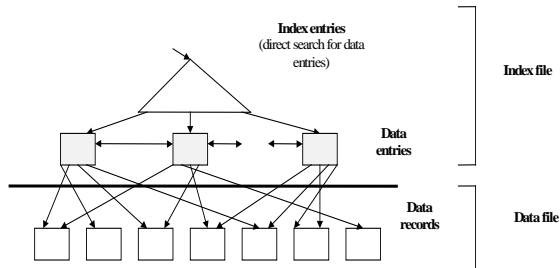 Index entries
(direct search for data
entries)
Index file
Data
entries
Data
records
Data file